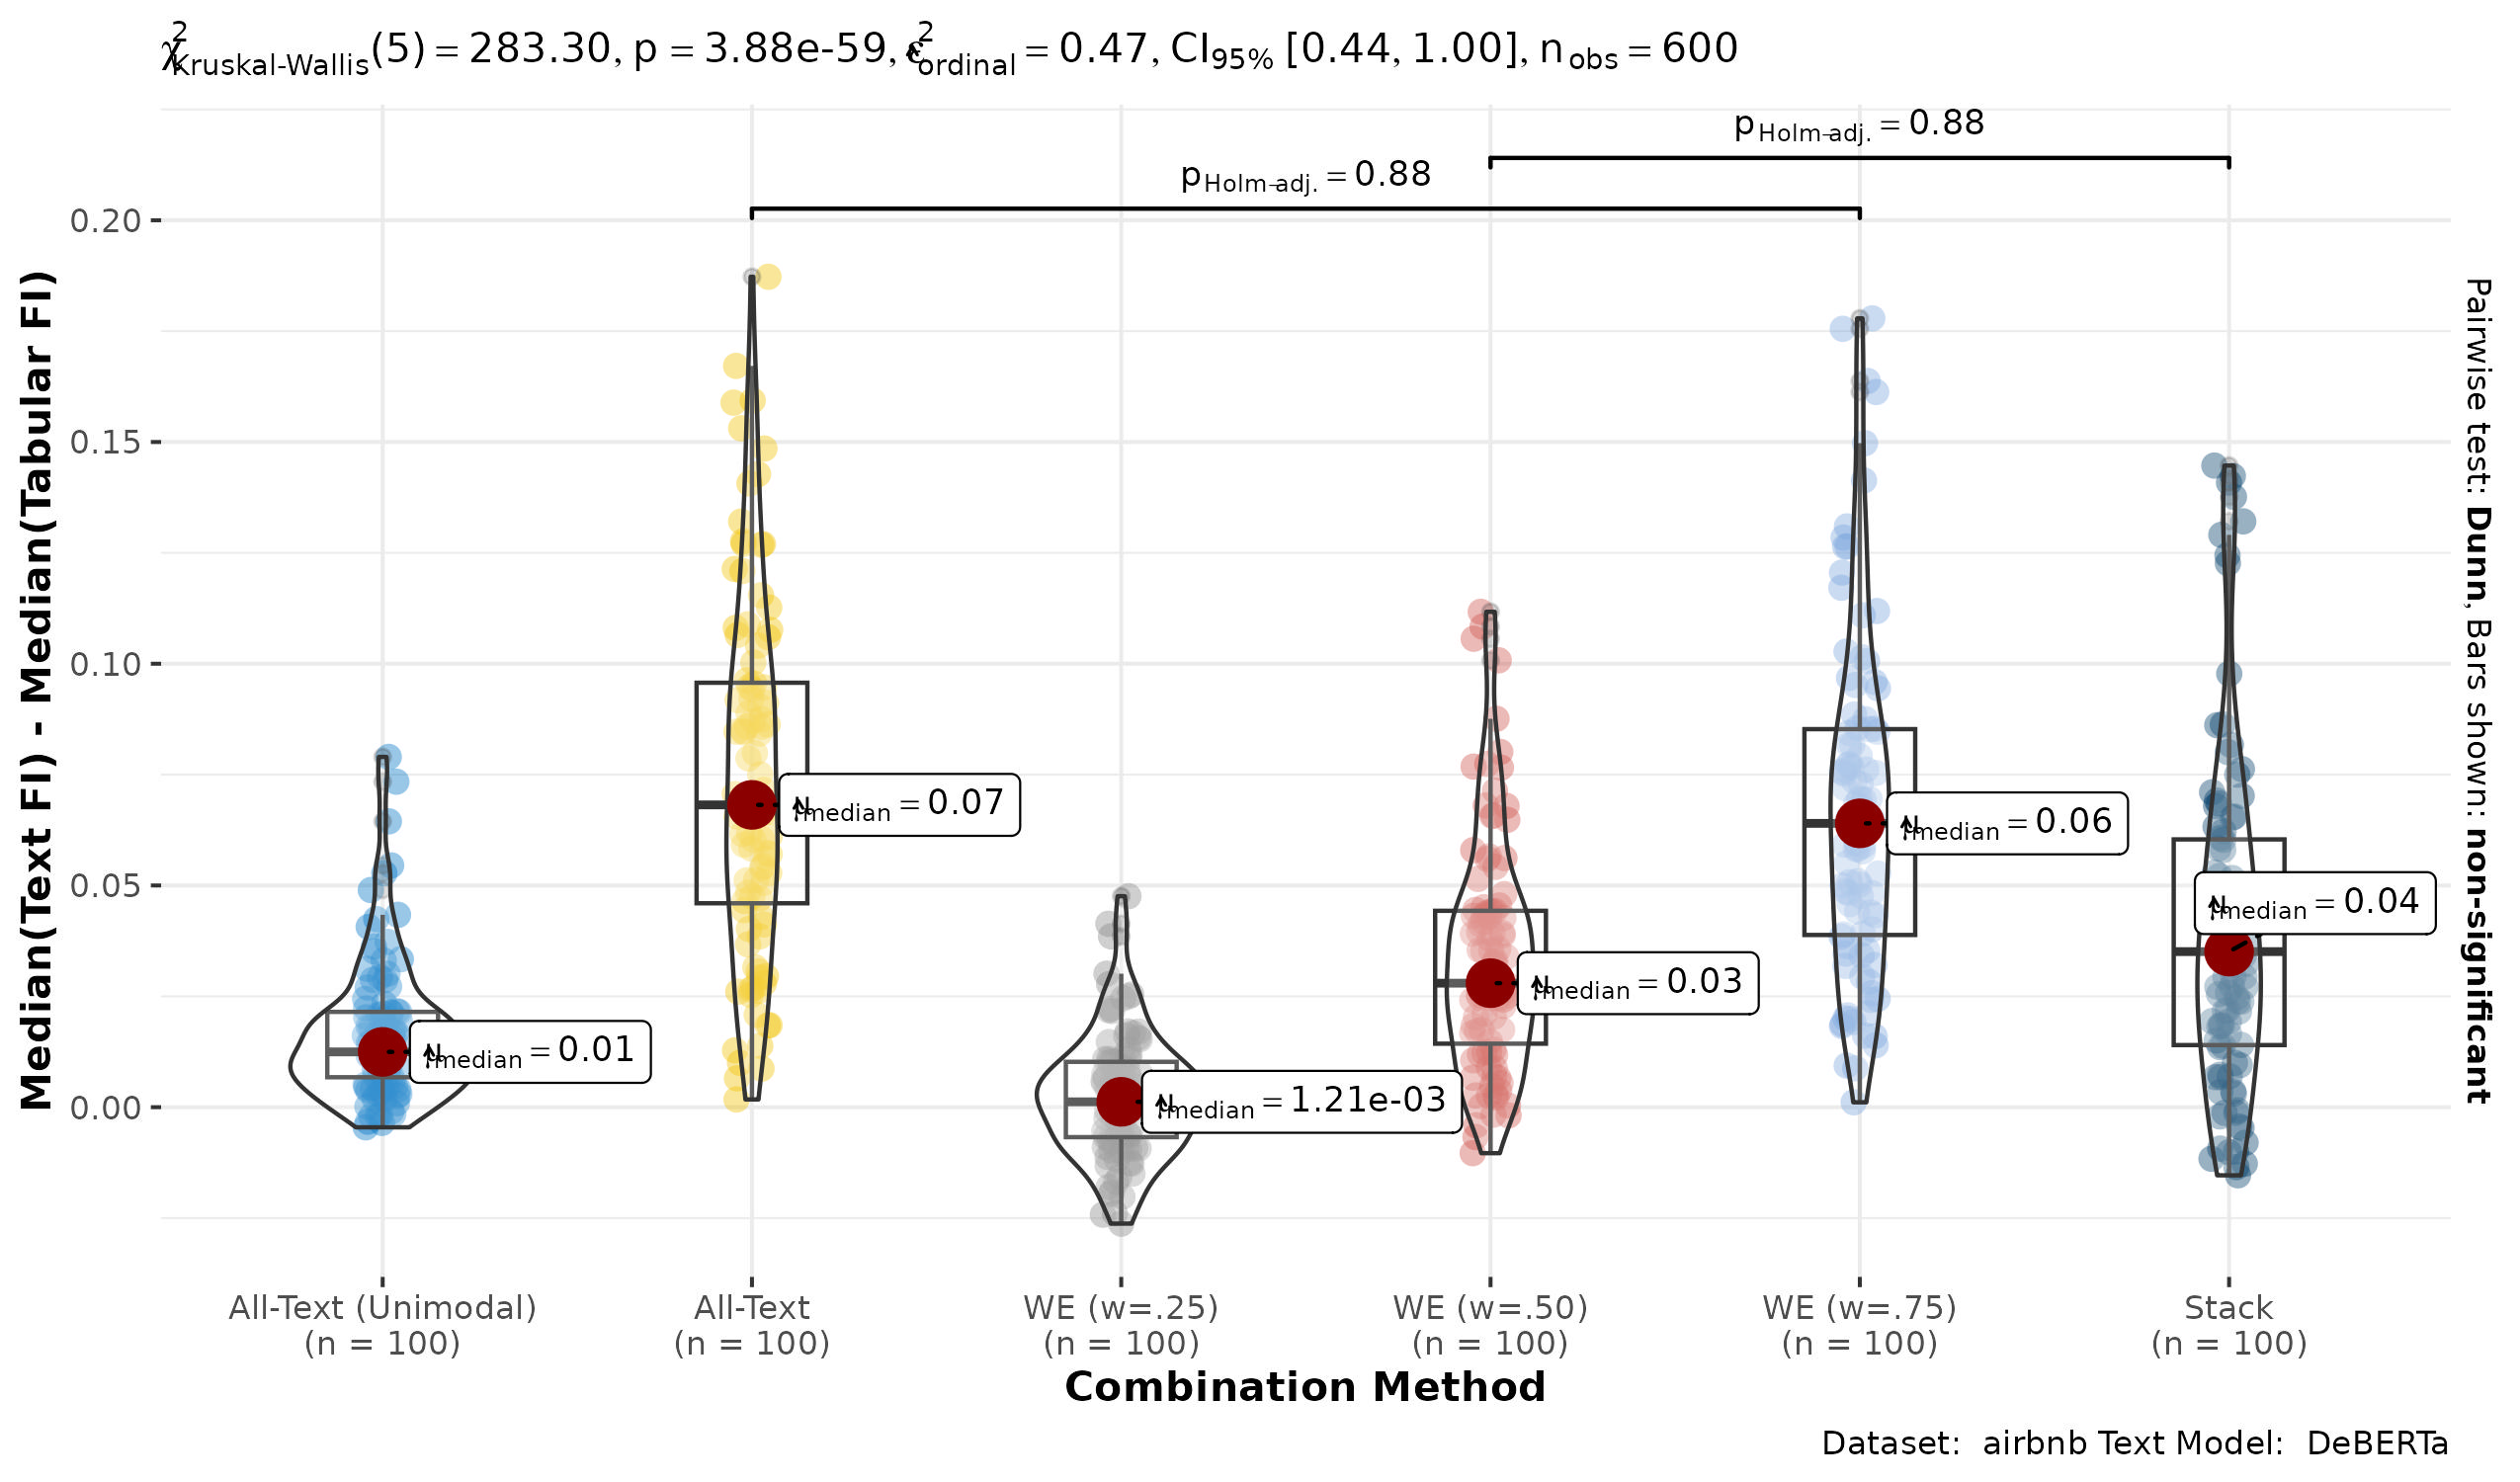 χ²Kruskal-Wallis(5) = 283.30, p = 3.88e-59, ε²ordinal = 0.47, CI95% [0.44, 1.00], nobs = 600
pHolm-adj. = 0.88
pHolm-adj. = 0.88
Median(Text FI) - Median(Tabular FI)
0.20
0.15
0.10
0.05
0.00
μ̂median = 0.01
μ̂median = 0.07
μ̂median = 1.21e-03
μ̂median = 0.03
μ̂median = 0.06
μ̂median = 0.04
Pairwise test: Dunn, Bars shown: non-significant
All-Text (Unimodal)
(n = 100)
All-Text
(n = 100)
WE (w=.25)
(n = 100)
WE (w=.50)
(n = 100)
WE (w=.75)
(n = 100)
Stack
(n = 100)
Combination Method
Dataset: airbnb Text Model: DeBERTa